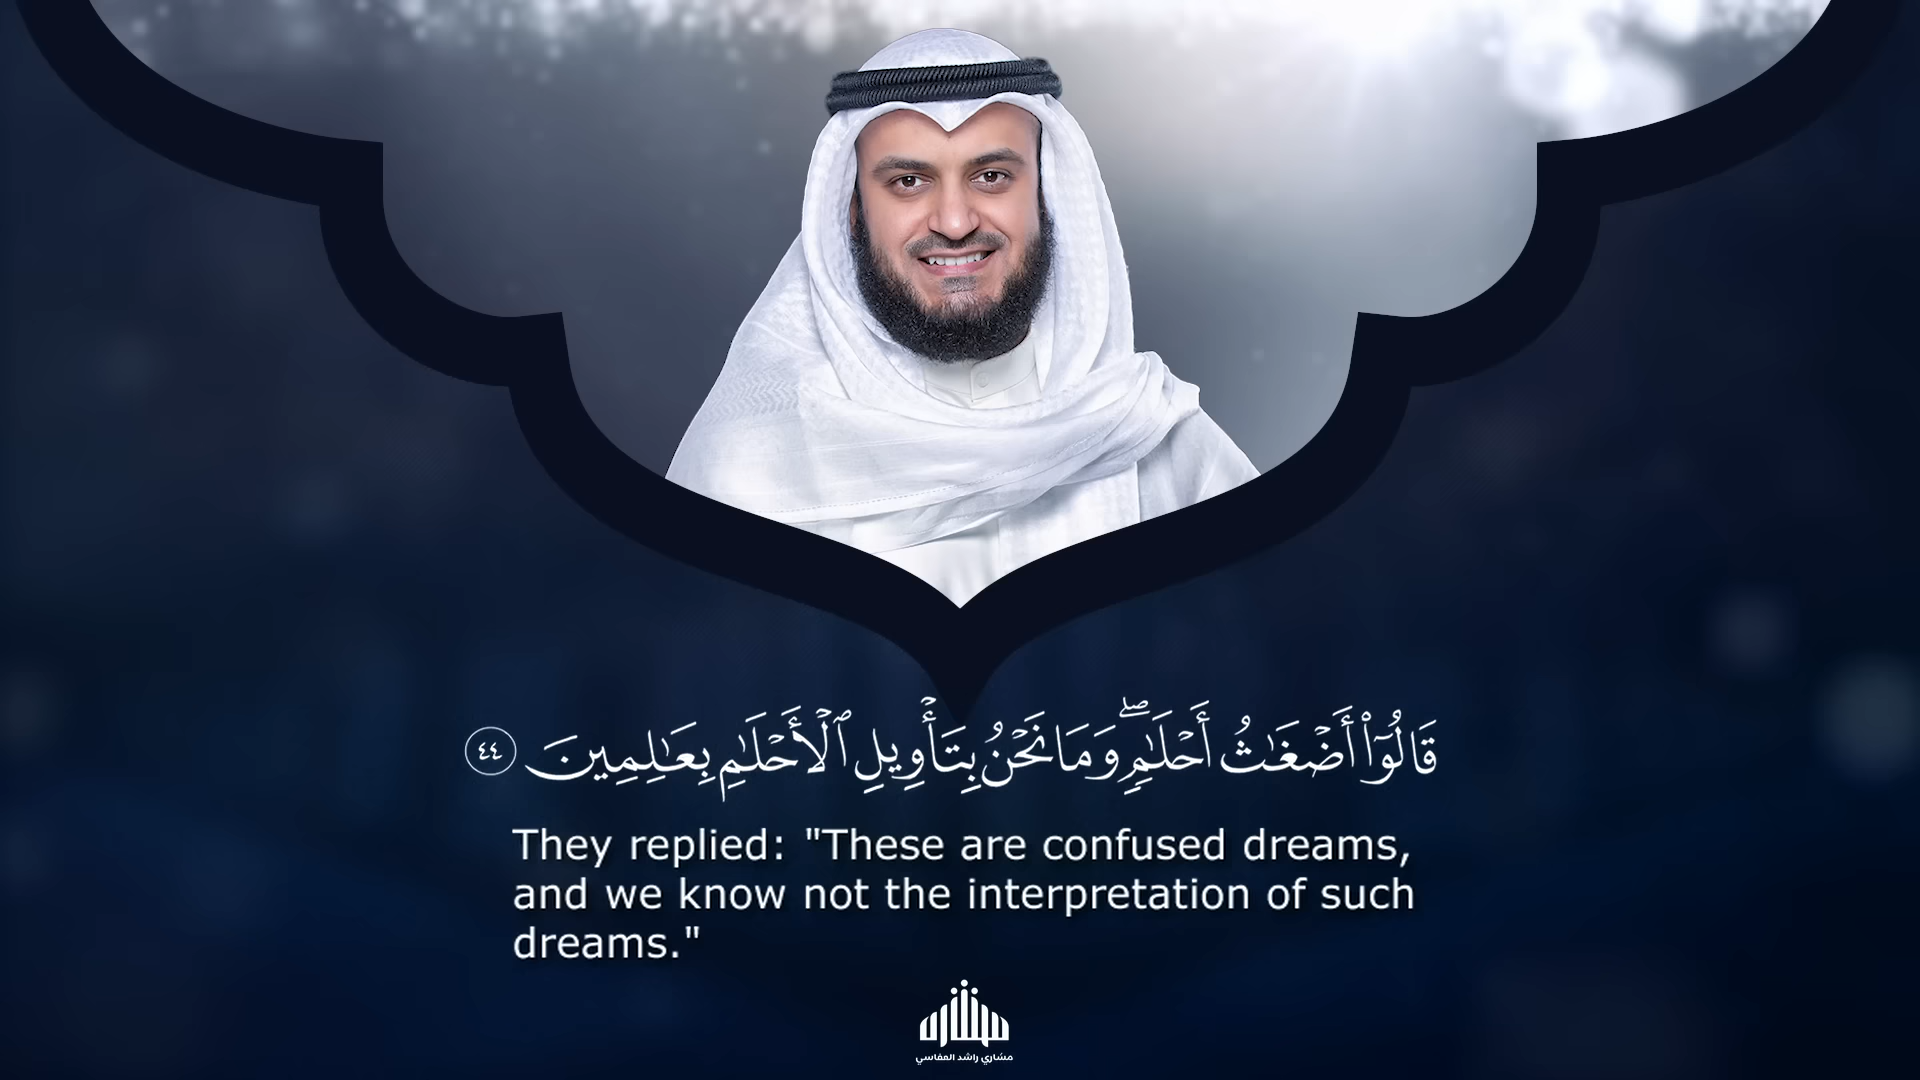 قَالُوٓا۟ أَضْغَـٰثُ أَحْلَـٰمٍ ۖ وَمَا نَحْنُ بِتَأْوِيلِ ٱلْأَحْلَـٰمِ بِعَـٰلِمِينَ ٤٤
They replied: "These are confused dreams,
and we know not the interpretation of such
dreams."
مشاري
مشاري راشد العفاسي